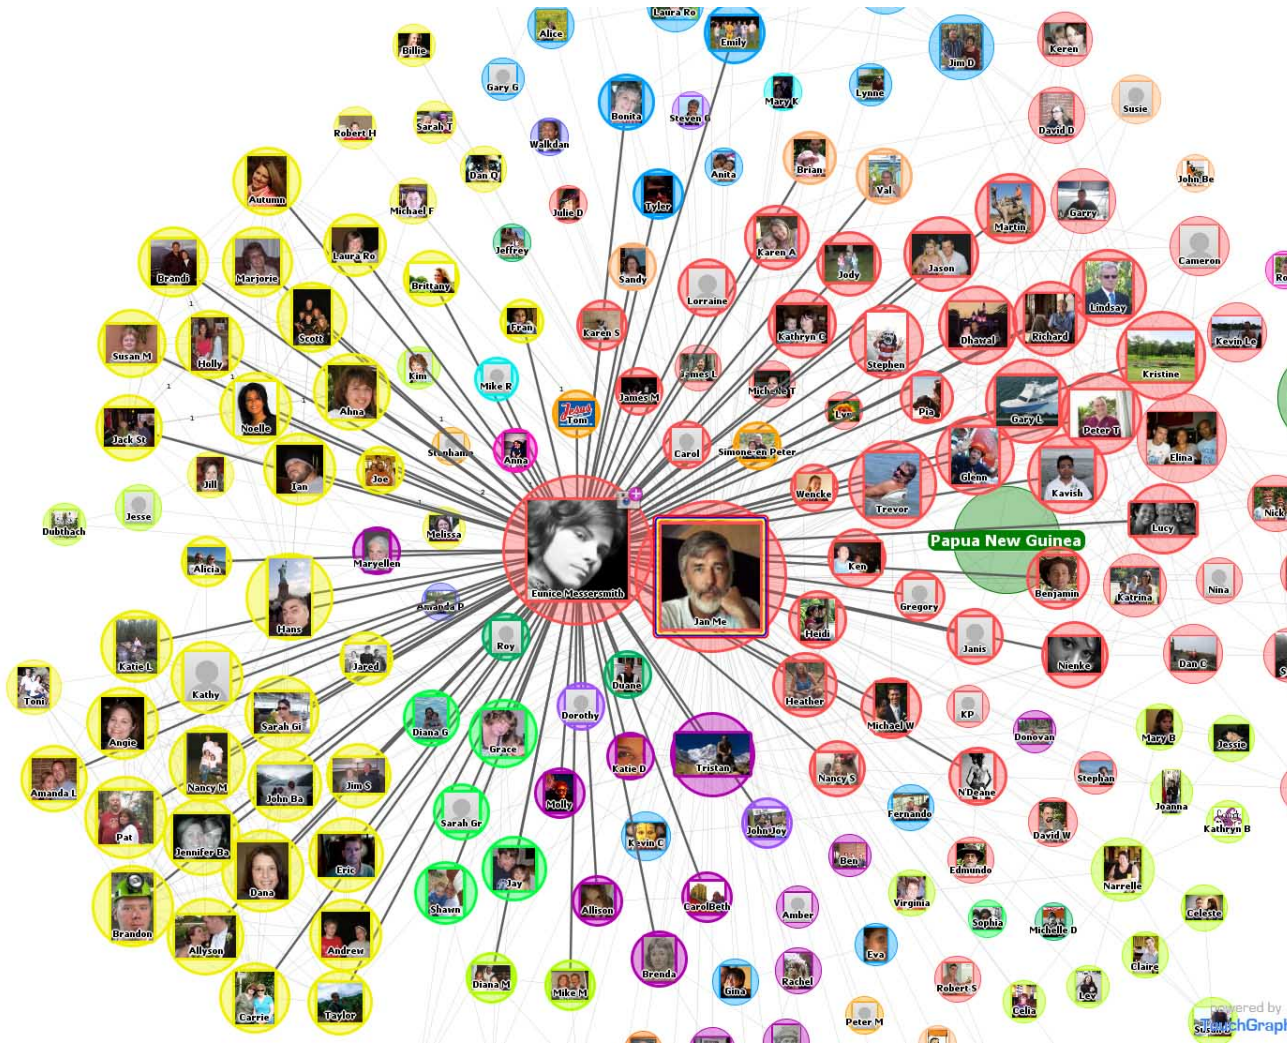 Laura Ro
Alice
Emily
Billie
Keren
Jim D
Gary G
Lynne
Mary K
Susie
Bonita
Steven G
Sarah T
Robert H
David D
Walkdan
Anita
Brian
Dan Q
John Be
Val
Autumn
Tyler
Michael F
Julie D
Garry
Martin
Jeffrey
Laura Ro
Karen A
Cameron
Brandi
Marjorie
Brittany
Sandy
Jody
Jason
Lorraine
Lindsay
Fran
Karen S
Kathryn C
Dhawal
Richard
Scott
Kevin Le
Susan M
Holly
Stephen
Kristine
Kim
Mike R
James L
Michelle T
James M
Ahna
Lyn
Pia
Gary L
Tom
Peter T
Noelle
Jack St
Stephanie
Anna
Carol
Simone en Peter
Elina
Joe
Glenn
Jill
Ian
Wencke
Kavish
Trevor
Nick
Jesse
Dubthach
Melissa
Lucy
Papua New Guinea
Maryellen
Alicia
Ken
Eunice Messersmith
Benjamin
Nina
Katrina
Amanda P
Gregory
Jan Me
Hans
Heidi
Roy
Janis
Katie L
Jared
Nienke
Dan C
Duane
Kathy
Toni
Heather
KP
Dorothy
Michael W
Sarah Gi
Diana G
Donovan
Mary B
Angie
Grace
Jessie
Katie D
Tristan
Nancy S
Stephan
Jim S
Nancy M
Amanda L
John Ba
N'Deane
Molly
Joanna
Fernando
Sarah Gr
Kathryn B
John Joy
Pat
David W
Kevin C
Jennifer Ba
Ben
Eric
Edmundo
Jay
Narrelle
Dana
Virginia
CarolBeth
Shawn
Allison
Amber
Celeste
Sophia
Michelle D
Brandon
Allyson
Andrew
Eva
Claire
Brenda
Rachel
Diana M
Gina
Robert S
Mike M
Lev
Celia
Carrie
Taylor
Peter M
powered by
TouchGraph